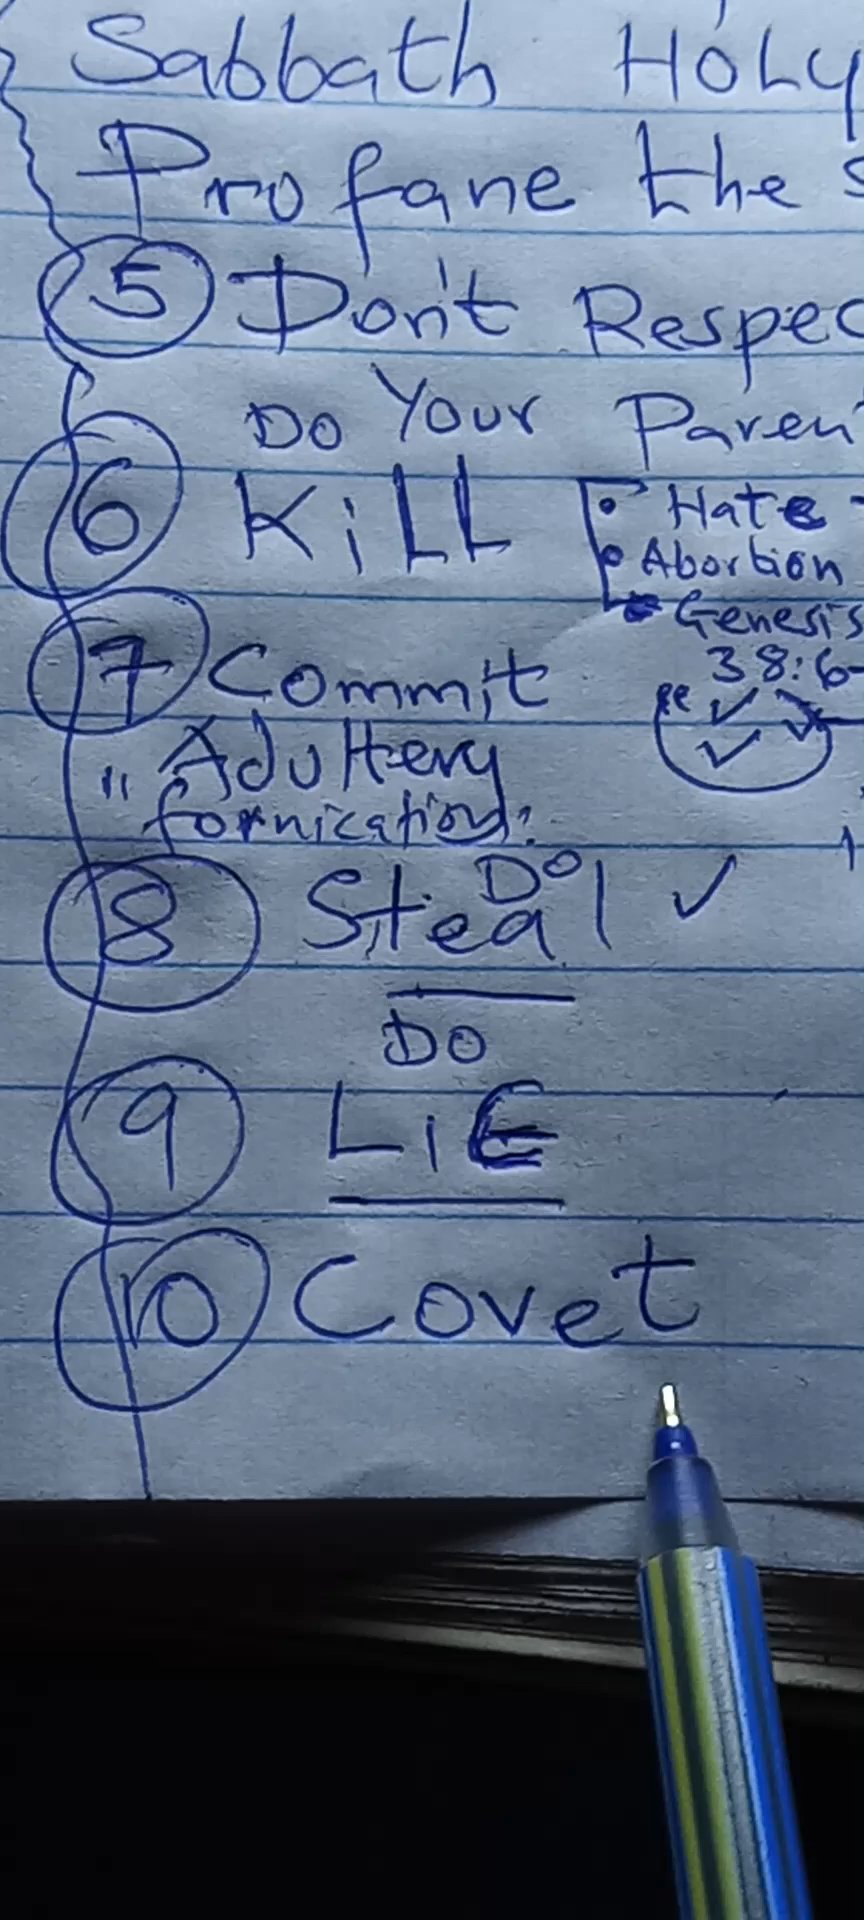 Sabbath Holy
Profane the S
5 Don't Respec
Do Your Paren
6 Kill • Hate -
• Abortion
• Genesis
38:6-
7 Commit
" Adultery
fornication.
8 Steal Do ✓
Do
9 LiE
10 Covet